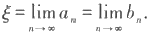 ξ = lim_{n→∞} a_n = lim_{n→∞} b_n.